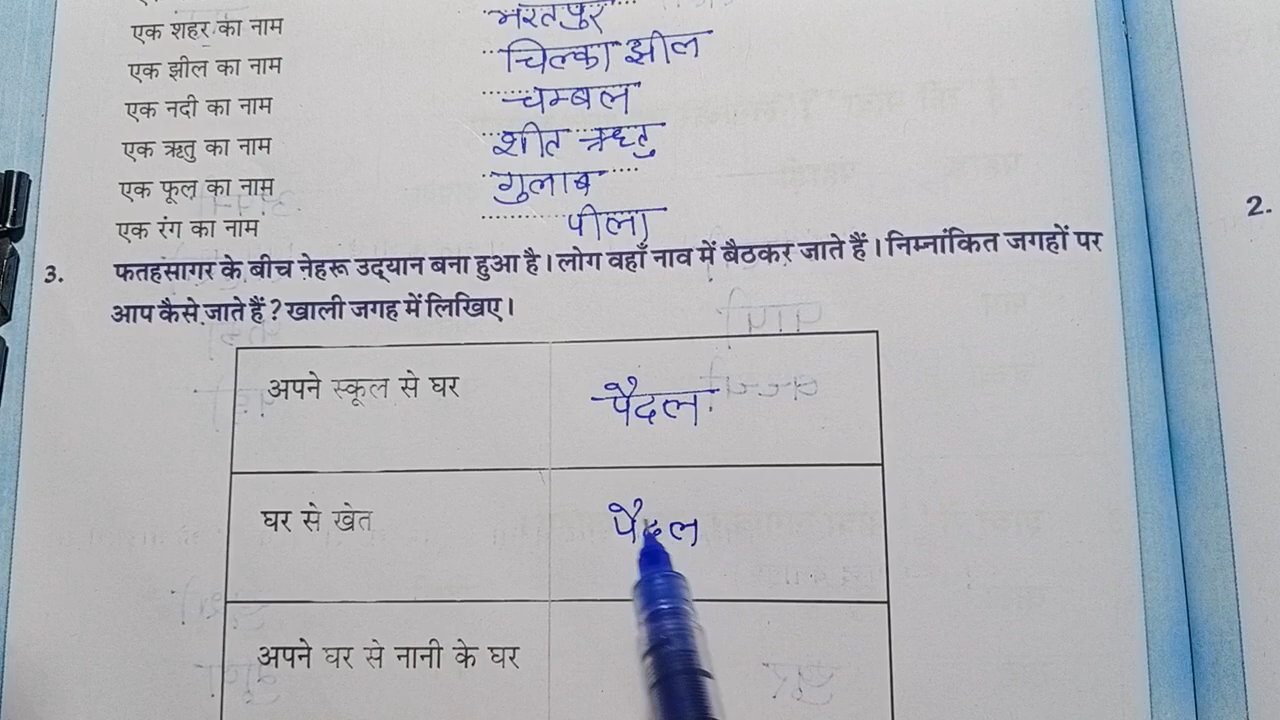 एक शहर का नाम भरतपुर
एक झील का नाम चिल्का झील
एक नदी का नाम चम्बल
एक ऋतु का नाम शीत ऋतु
एक फूल का नाम गुलाब
एक रंग का नाम पीला
3. फतहसागर के बीच नेहरू उद्यान बना हुआ है। लोग वहाँ नाव में बैठकर जाते हैं। निम्नांकित जगहों पर
आप कैसे जाते हैं? खाली जगह में लिखिए।
अपने स्कूल से घर पैदल
घर से खेत पैदल
अपने घर से नानी के घर
2.